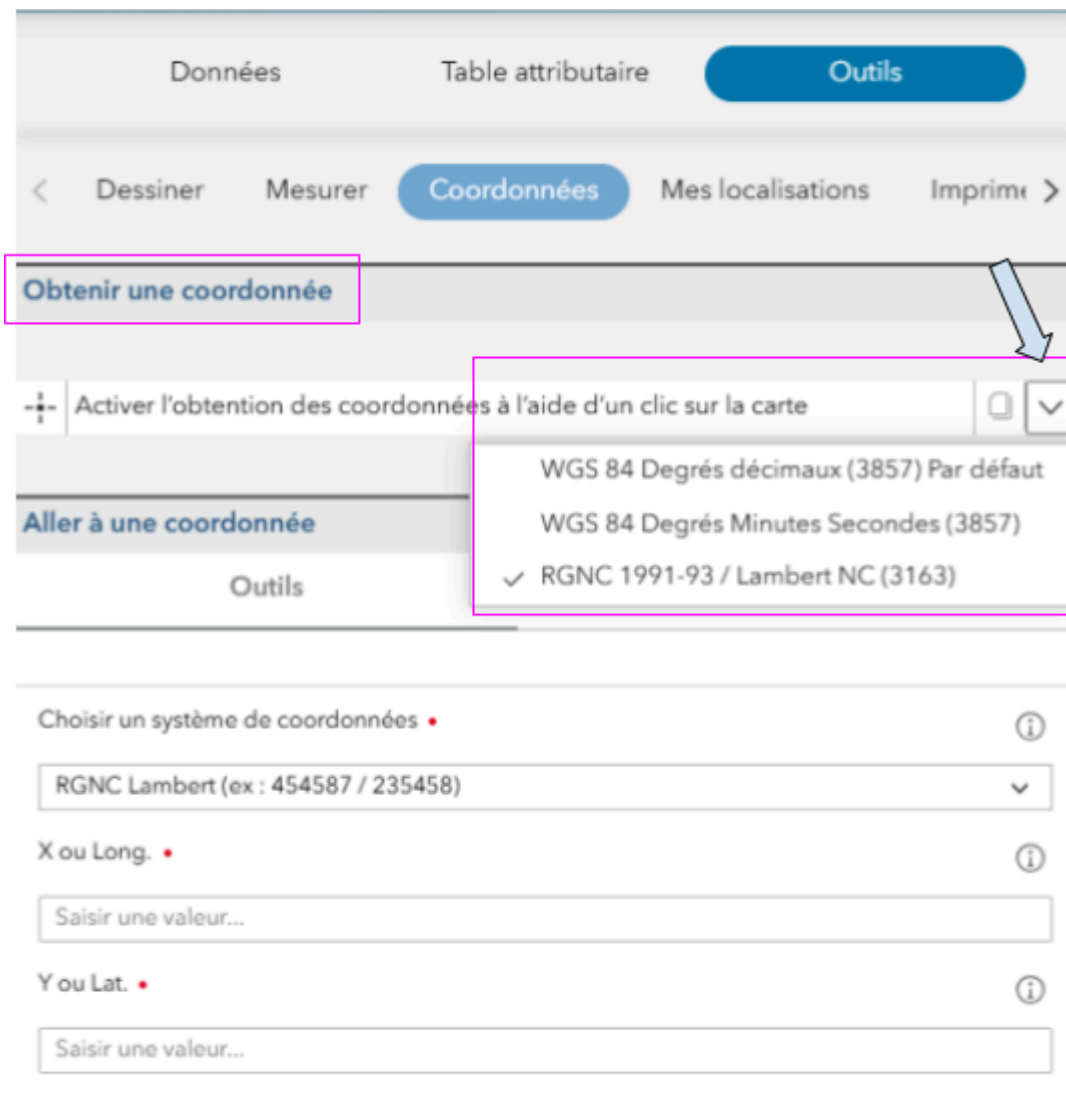 Données Table attributaire Outils
Dessiner Mesurer Coordonnées Mes localisations Imprime
Obtenir une coordonnée
Activer l'obtention des coordonnées à l'aide d'un clic sur la carte
WGS 84 Degrés décimaux (3857) Par défaut
WGS 84 Degrés Minutes Secondes (3857)
RGNC 1991-93 / Lambert NC (3163)
Aller à une coordonnée
Outils
Choisir un système de coordonnées •
RGNC Lambert (ex : 454587 / 235458)
X ou Long. •
Saisir une valeur...
Y ou Lat. •
Saisir une valeur...